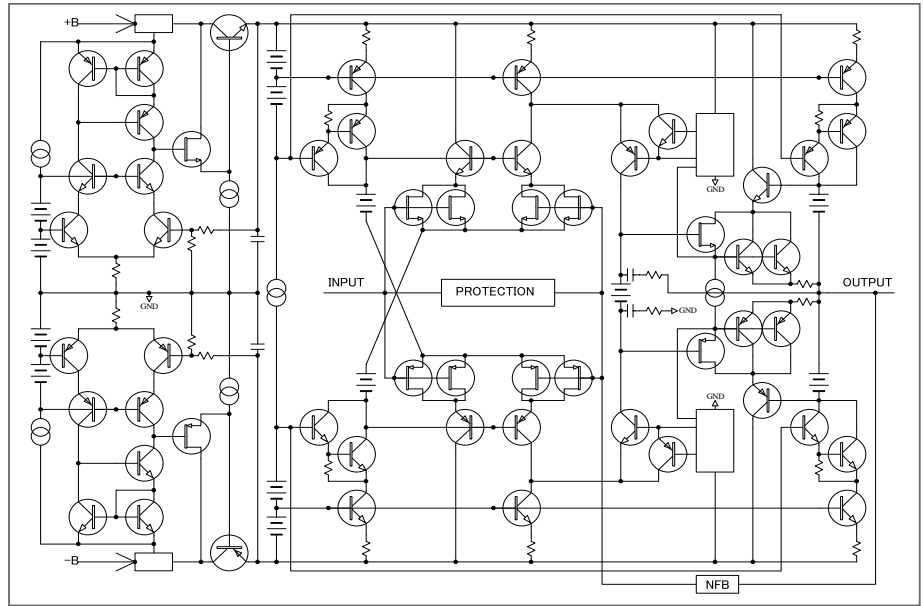 +B
GND
INPUT
PROTECTION
GND
GND
OUTPUT
GND
GND
−B
NFB